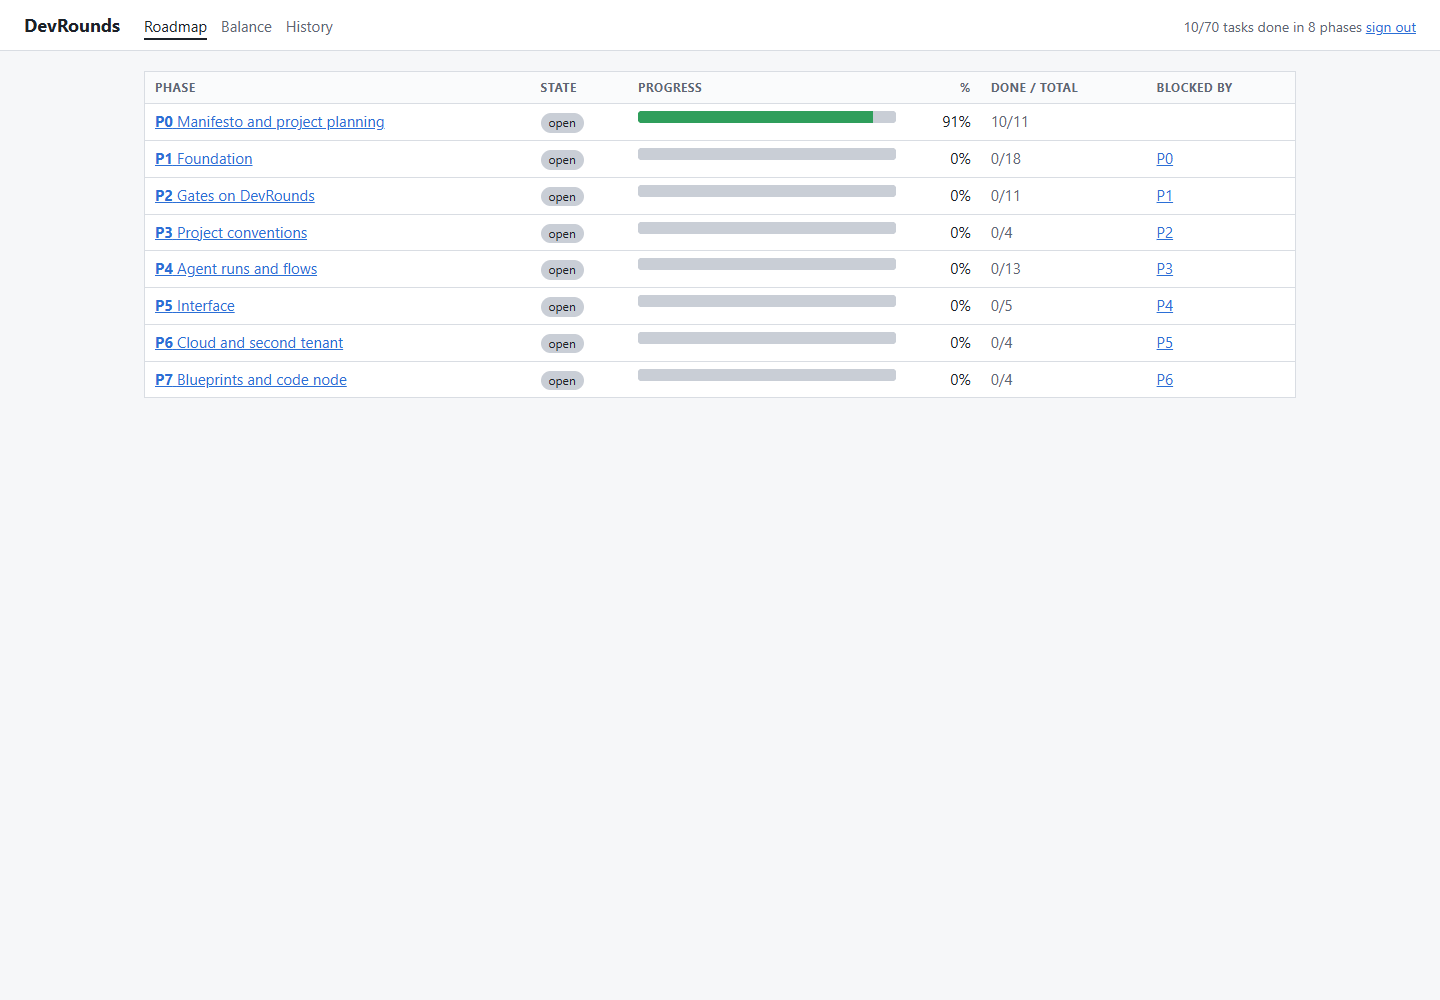 DevRounds Roadmap Balance History 10/70 tasks done in 8 phases sign out
PHASE STATE PROGRESS % DONE / TOTAL BLOCKED BY
P0 Manifesto and project planning open 91% 10/11
P1 Foundation open 0% 0/18 P0
P2 Gates on DevRounds open 0% 0/11 P1
P3 Project conventions open 0% 0/4 P2
P4 Agent runs and flows open 0% 0/13 P3
P5 Interface open 0% 0/5 P4
P6 Cloud and second tenant open 0% 0/4 P5
P7 Blueprints and code node open 0% 0/4 P6